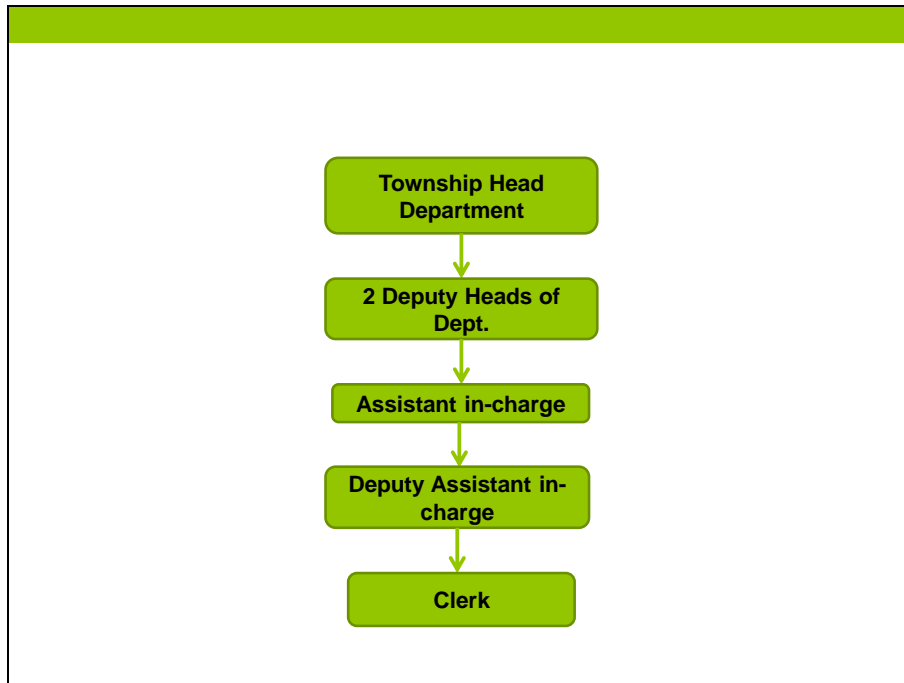 Township Head
Department
2 Deputy Heads of
Dept.
Assistant in-charge
Deputy Assistant in-
charge
Clerk